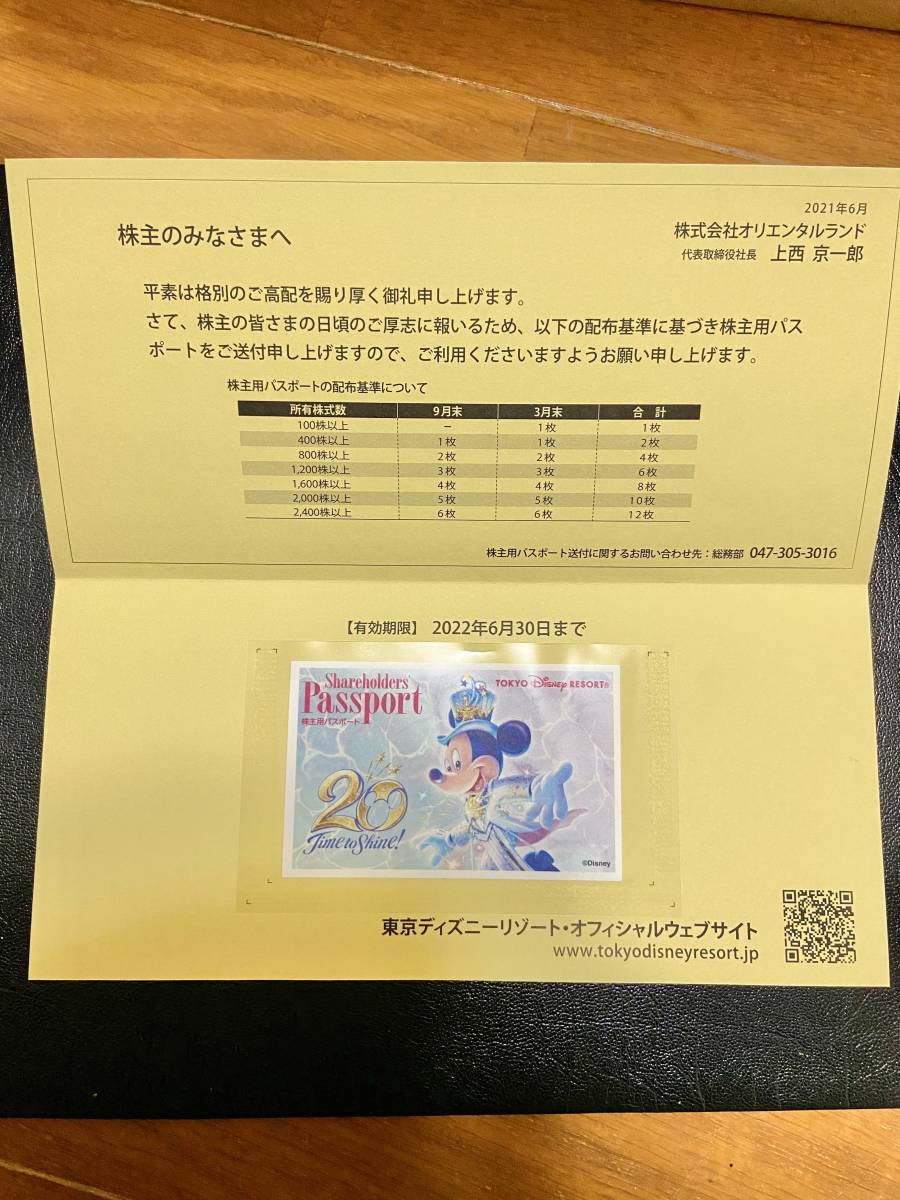 2021年6月
株式会社オリエンタルランド
代表取締役社長 上西 京一郎
株主のみなさまへ
平素は格別のご高配を賜り厚く御礼申し上げます。
さて、株主の皆さまの日頃のご厚志に報いるため、以下の配布基準に基づき株主用パス
ポートをご送付申し上げますので、ご利用くださいますようお願い申し上げます。
株主用パスポートの配布基準について
所有株式数 9月末 3月末 合 計
100株以上 － 1枚 1枚
400株以上 1枚 1枚 2枚
800株以上 2枚 2枚 4枚
1,200株以上 3枚 3枚 6枚
1,600株以上 4枚 4枚 8枚
2,000株以上 5枚 5枚 10枚
2,400株以上 6枚 6枚 12枚
株主用パスポート送付に関するお問い合わせ先：総務部 047-305-3016
【有効期限】 2022年6月30日まで
Shareholders'
Passport
株主用パスポート
TOKYO Disney RESORT®
20
Time to Shine!
©Disney
東京ディズニーリゾート・オフィシャルウェブサイト
www.tokyodisneyresort.jp